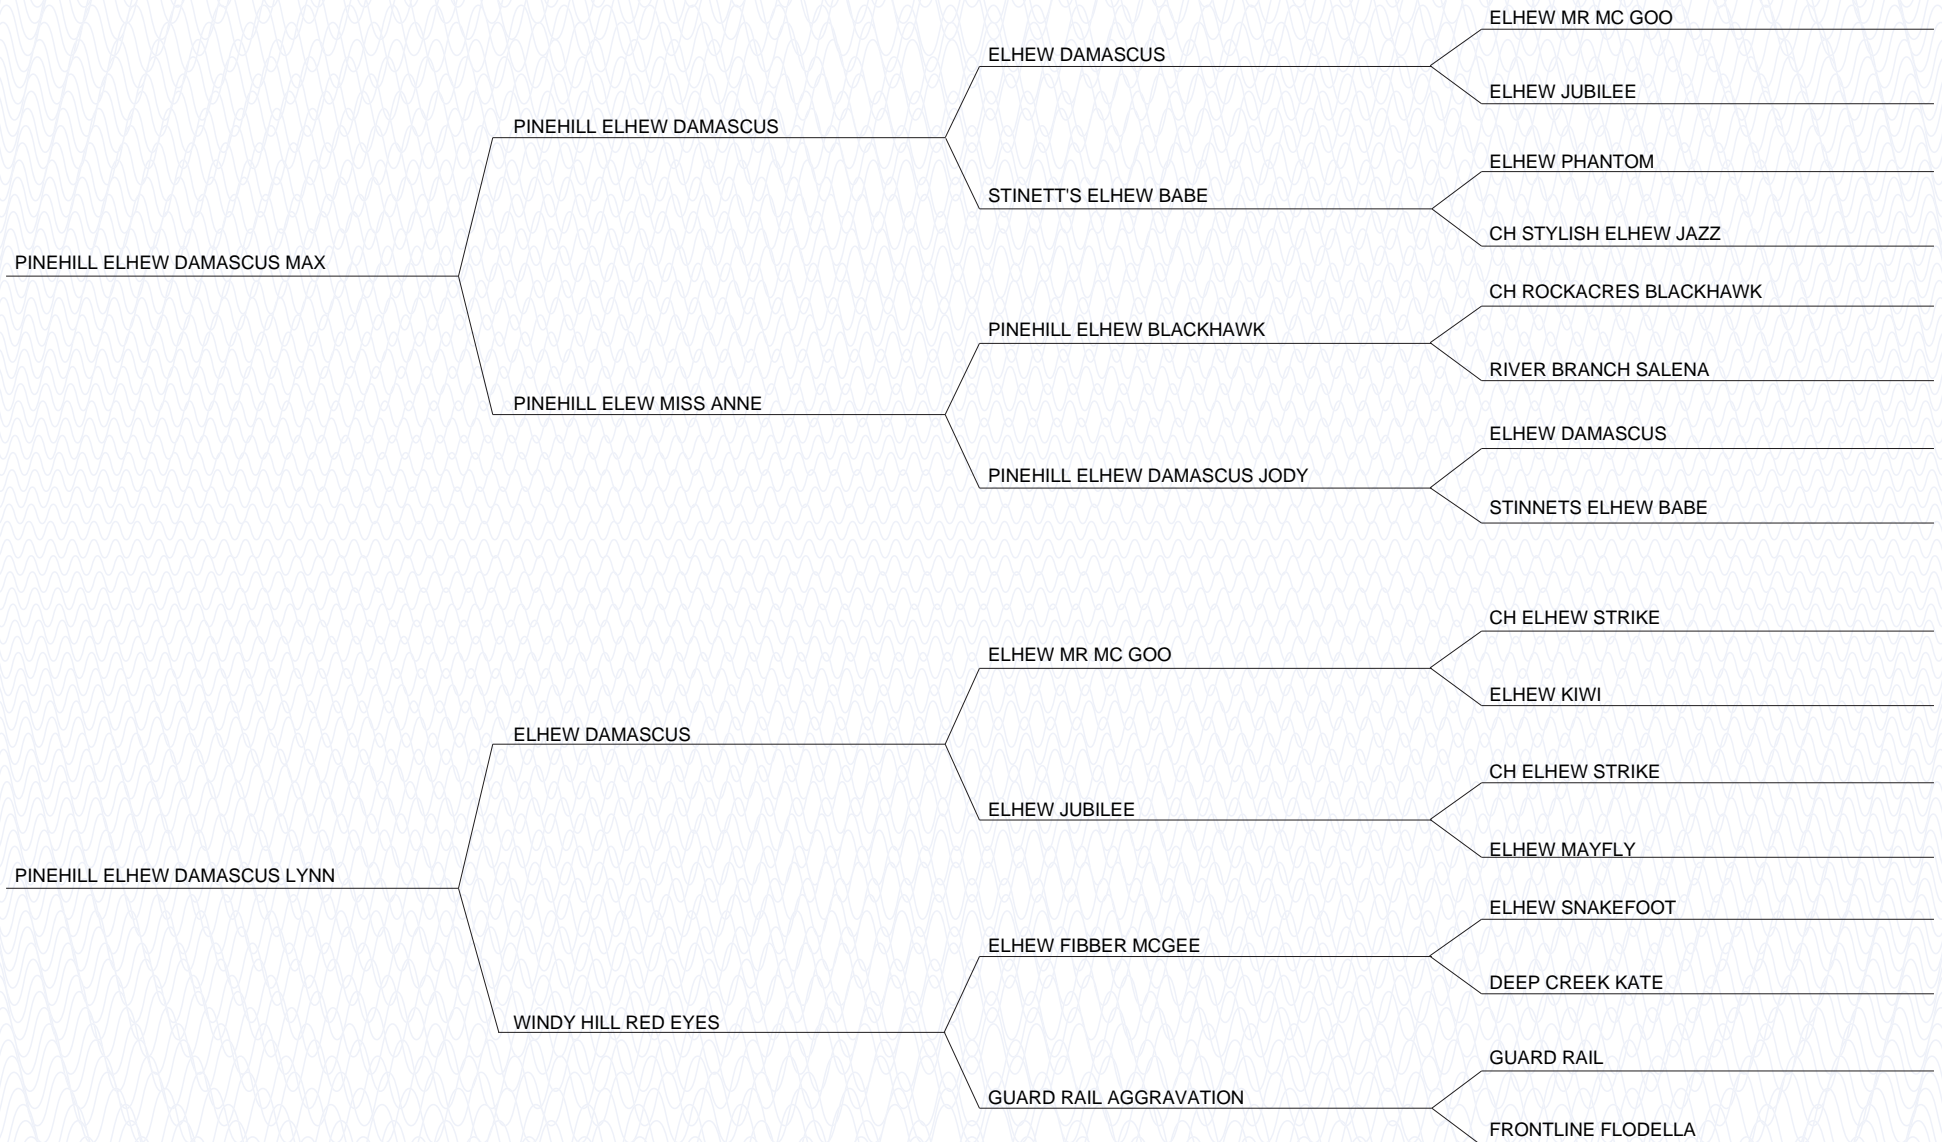 ELHEW MR MC GOO
ELHEW DAMASCUS
ELHEW JUBILEE
PINEHILL ELHEW DAMASCUS
ELHEW PHANTOM
STINETT'S ELHEW BABE
CH STYLISH ELHEW JAZZ
PINEHILL ELHEW DAMASCUS MAX
CH ROCKACRES BLACKHAWK
PINEHILL ELHEW BLACKHAWK
RIVER BRANCH SALENA
PINEHILL ELEW MISS ANNE
ELHEW DAMASCUS
PINEHILL ELHEW DAMASCUS JODY
STINNETS ELHEW BABE
CH ELHEW STRIKE
ELHEW MR MC GOO
ELHEW KIWI
ELHEW DAMASCUS
CH ELHEW STRIKE
ELHEW JUBILEE
ELHEW MAYFLY
PINEHILL ELHEW DAMASCUS LYNN
ELHEW SNAKEFOOT
ELHEW FIBBER MCGEE
DEEP CREEK KATE
WINDY HILL RED EYES
GUARD RAIL
GUARD RAIL AGGRAVATION
FRONTLINE FLODELLA